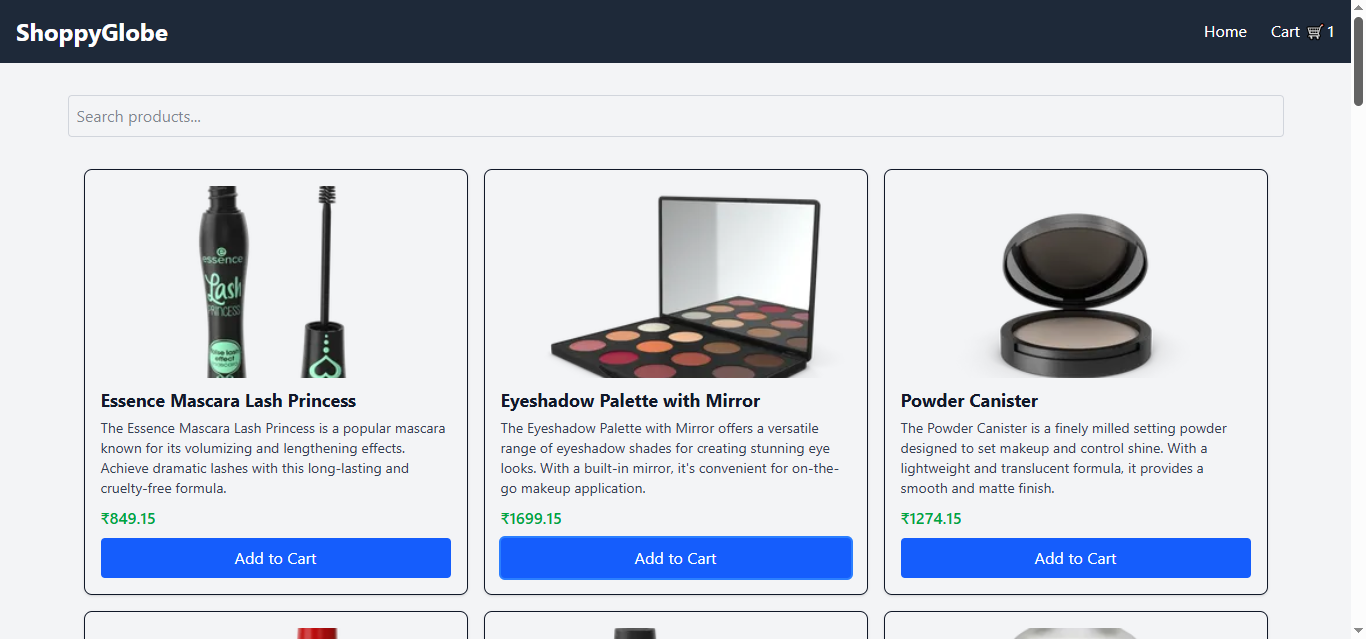 ShoppyGlobe
Home Cart 🛒 1
Search products...
essence
Lash
PRINCESS
false lash
effect
Essence Mascara Lash Princess
The Essence Mascara Lash Princess is a popular mascara
known for its volumizing and lengthening effects.
Achieve dramatic lashes with this long-lasting and
cruelty-free formula.
₹849.15
Add to Cart
Eyeshadow Palette with Mirror
The Eyeshadow Palette with Mirror offers a versatile
range of eyeshadow shades for creating stunning eye
looks. With a built-in mirror, it's convenient for on-the-
go makeup application.
₹1699.15
Add to Cart
Powder Canister
The Powder Canister is a finely milled setting powder
designed to set makeup and control shine. With a
lightweight and translucent formula, it provides a
smooth and matte finish.
₹1274.15
Add to Cart